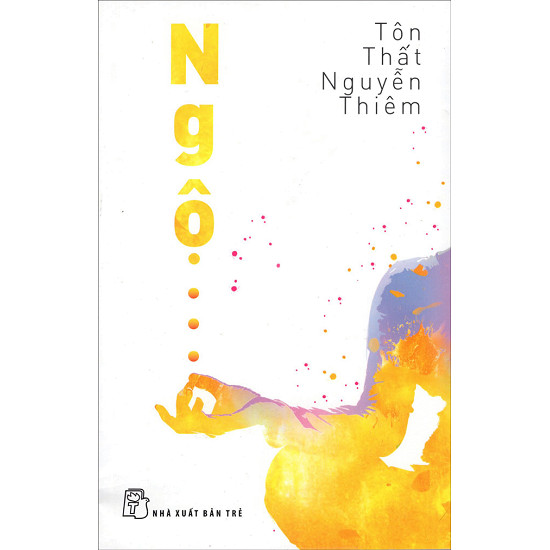 Tôn
Thất
Nguyễn
Thiêm
Ngộ....
NHÀ XUẤT BẢN TRẺ